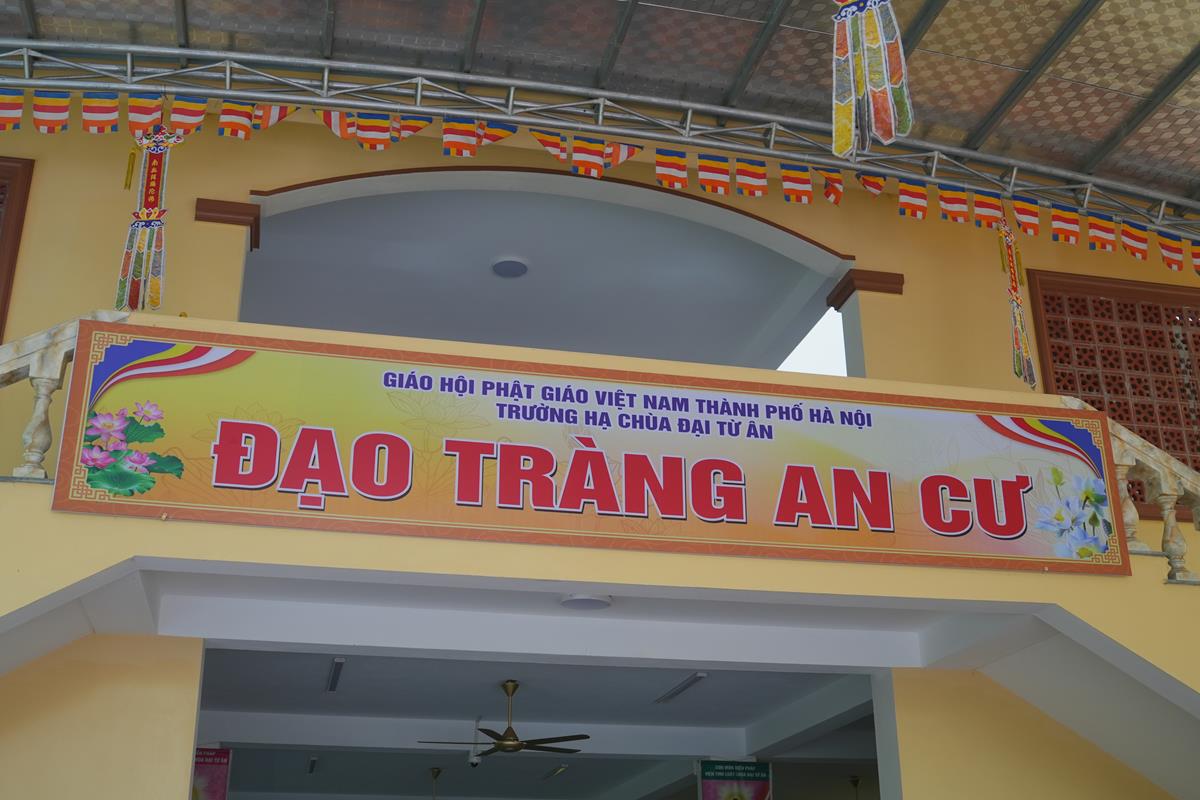 GIÁO HỘI PHẬT GIÁO VIỆT NAM THÀNH PHỐ HÀ NỘI
TRƯỜNG HẠ CHÙA ĐẠI TỪ ÂN
ĐẠO TRÀNG AN CƯ